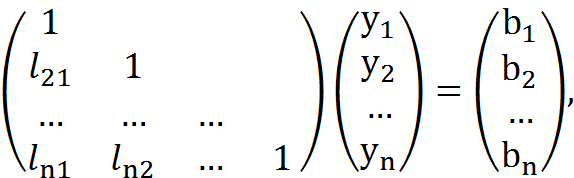 ( 1 ) ( y₁ ) = ( b₁ ) ,
( l₂₁ 1 ) ( y₂ ) = ( b₂ )
( ... ... ... ) ( ... ) ( ... )
( lₙ₁ lₙ₂ ... 1 ) ( yₙ ) ( bₙ )